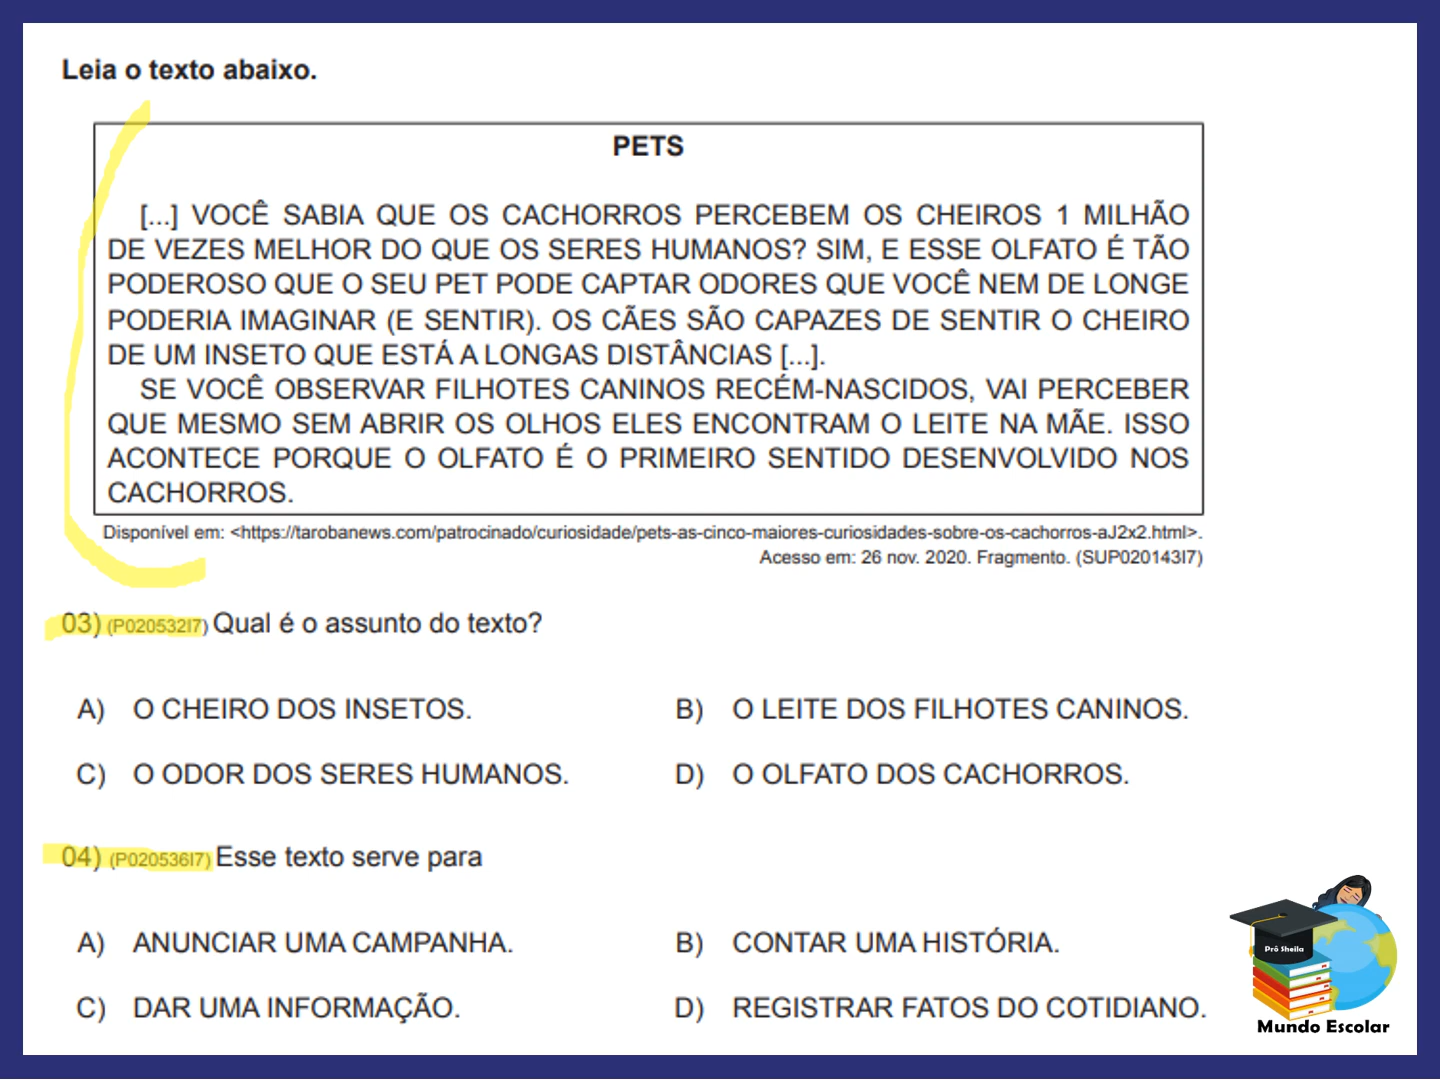 Leia o texto abaixo.
PETS
[...] VOCÊ SABIA QUE OS CACHORROS PERCEBEM OS CHEIROS 1 MILHÃO
DE VEZES MELHOR DO QUE OS SERES HUMANOS? SIM, E ESSE OLFATO É TÃO
PODEROSO QUE O SEU PET PODE CAPTAR ODORES QUE VOCÊ NEM DE LONGE
PODERIA IMAGINAR (E SENTIR). OS CÃES SÃO CAPAZES DE SENTIR O CHEIRO
DE UM INSETO QUE ESTÁ A LONGAS DISTÂNCIAS [...].
SE VOCÊ OBSERVAR FILHOTES CANINOS RECÉM-NASCIDOS, VAI PERCEBER
QUE MESMO SEM ABRIR OS OLHOS ELES ENCONTRAM O LEITE NA MÃE. ISSO
ACONTECE PORQUE O OLFATO É O PRIMEIRO SENTIDO DESENVOLVIDO NOS
CACHORROS.
Disponível em: <https://tarobanews.com/patrocinado/curiosidade/pets-as-cinco-maiores-curiosidades-sobre-os-cachorros-aJ2x2.html>.
Acesso em: 26 nov. 2020. Fragmento. (SUP020143I7)
03) (P020532I7) Qual é o assunto do texto?
A) O CHEIRO DOS INSETOS.
B) O LEITE DOS FILHOTES CANINOS.
C) O ODOR DOS SERES HUMANOS.
D) O OLFATO DOS CACHORROS.
04) (P020536I7) Esse texto serve para
A) ANUNCIAR UMA CAMPANHA.
B) CONTAR UMA HISTÓRIA.
C) DAR UMA INFORMAÇÃO.
D) REGISTRAR FATOS DO COTIDIANO.
Pró Sheila
Mundo Escolar